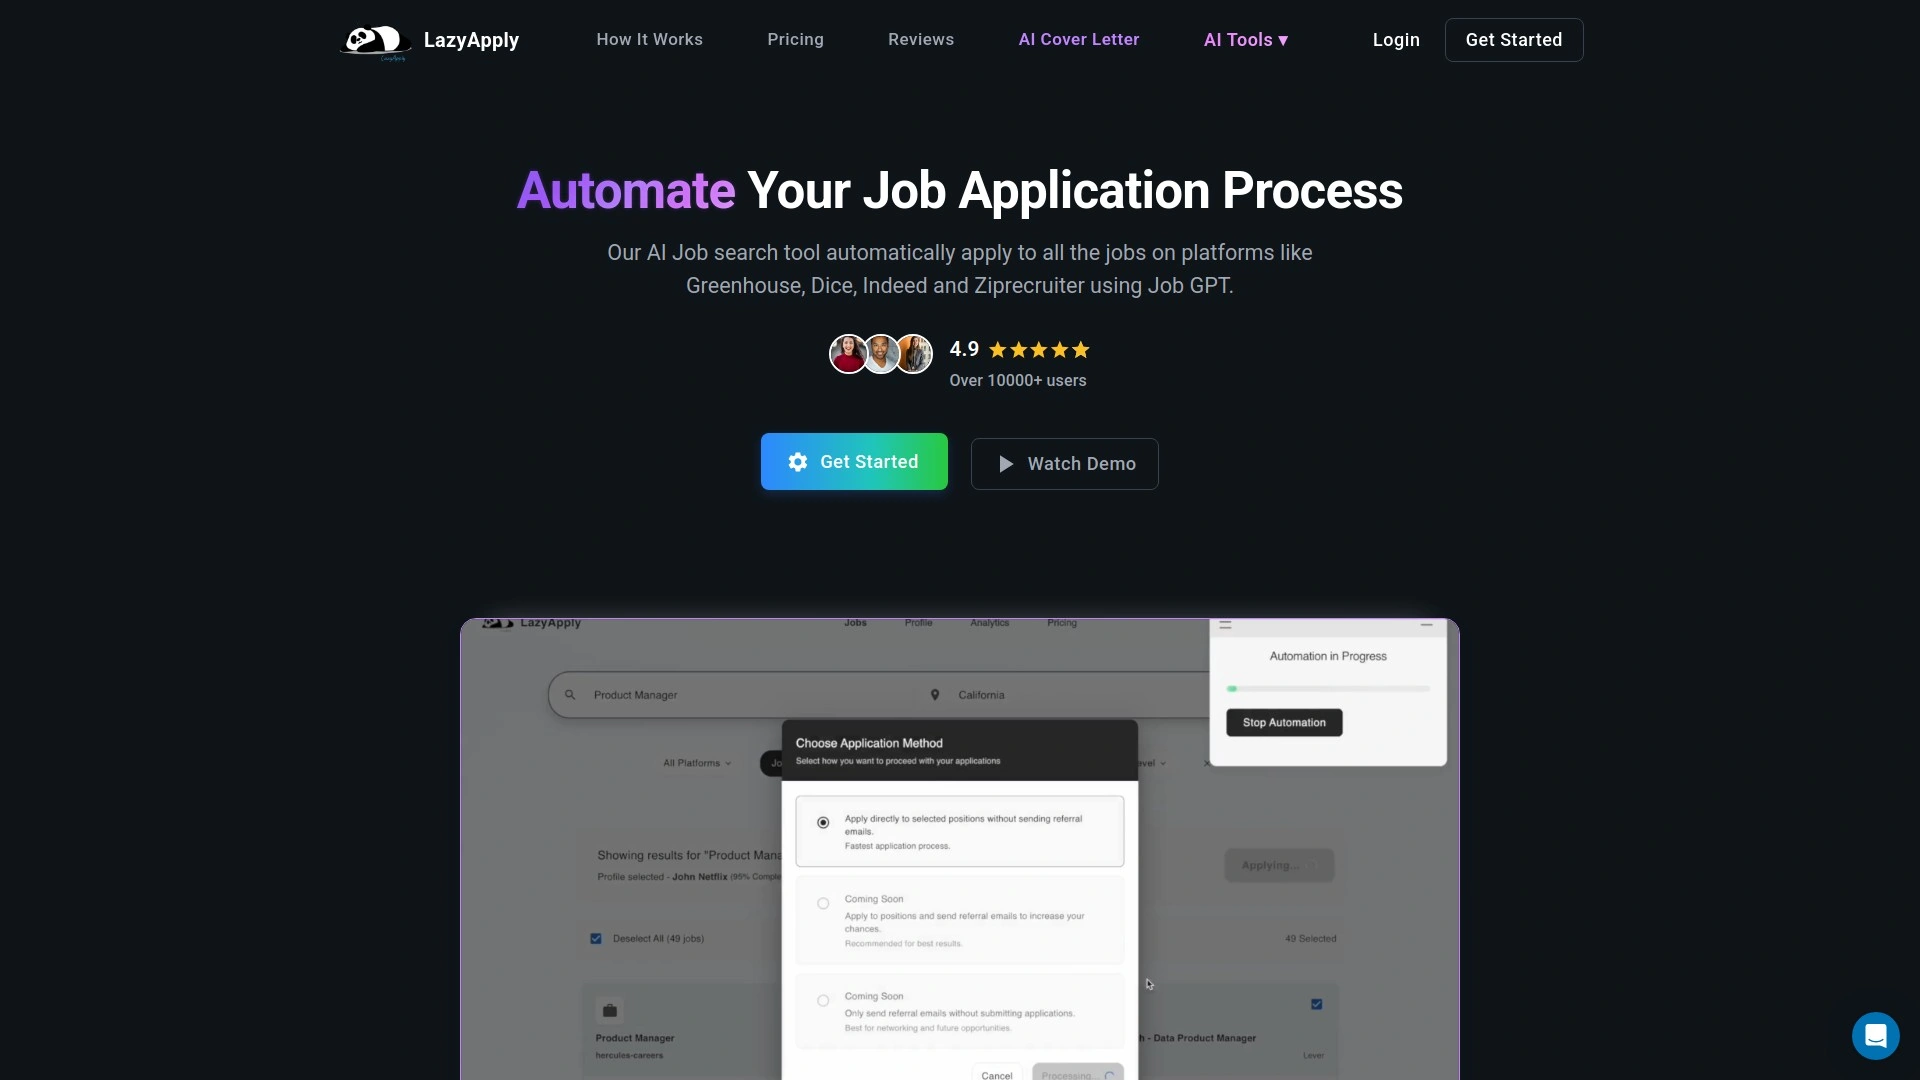 LazyApply
How It Works
Pricing
Reviews
AI Cover Letter
AI Tools ▾
Login
Get Started
Automate Your Job Application Process
Our AI Job search tool automatically apply to all the jobs on platforms like
Greenhouse, Dice, Indeed and Ziprecruiter using Job GPT.
4.9
Over 10000+ users
Get Started
Watch Demo
LazyApply
Jobs
Profile
Analytics
Pricing
Automation in Progress
Stop Automation
Product Manager
California
Choose Application Method
Select how you want to proceed with your applications
All Platforms
Apply directly to selected positions without sending referral
emails.
Fastest application process.
Showing results for "Product Mana
Profile selected - John Netflix (95% Comple
Applying...
Coming Soon
Apply to positions and send referral emails to increase your
chances.
Recommended for best results.
Deselect All (49 jobs)
49 Selected
Coming Soon
Only send referral emails without submitting applications.
Best for networking and future opportunities.
Product Manager
hercules-careers
h - Data Product Manager
Lever
Cancel
Processing...